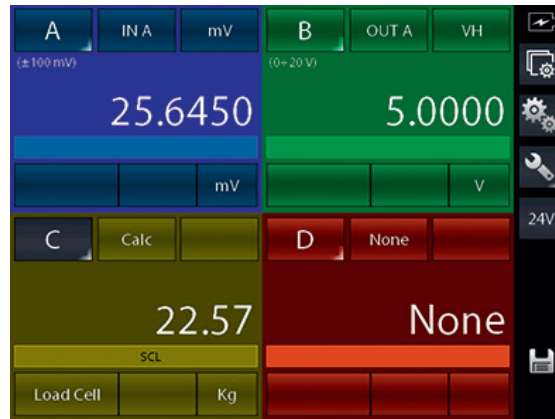 A IN A mV
(±100 mV)
25.6450
mV
B OUT A VH
(0÷20 V)
5.0000
V
C Calc
22.57
SCL
Load Cell Kg
D None
None
24V